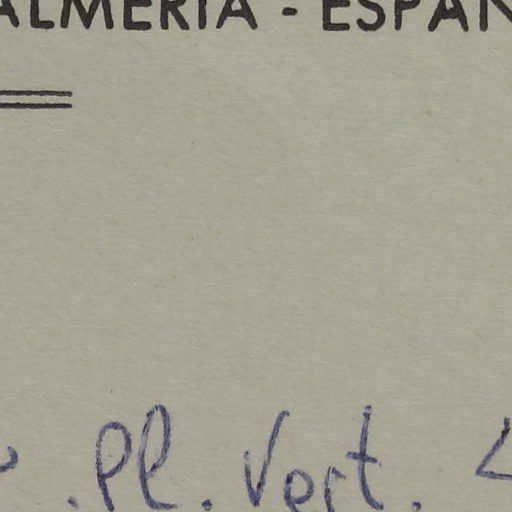 ALMERIA - ESPAÑ
. Pl. Vert.